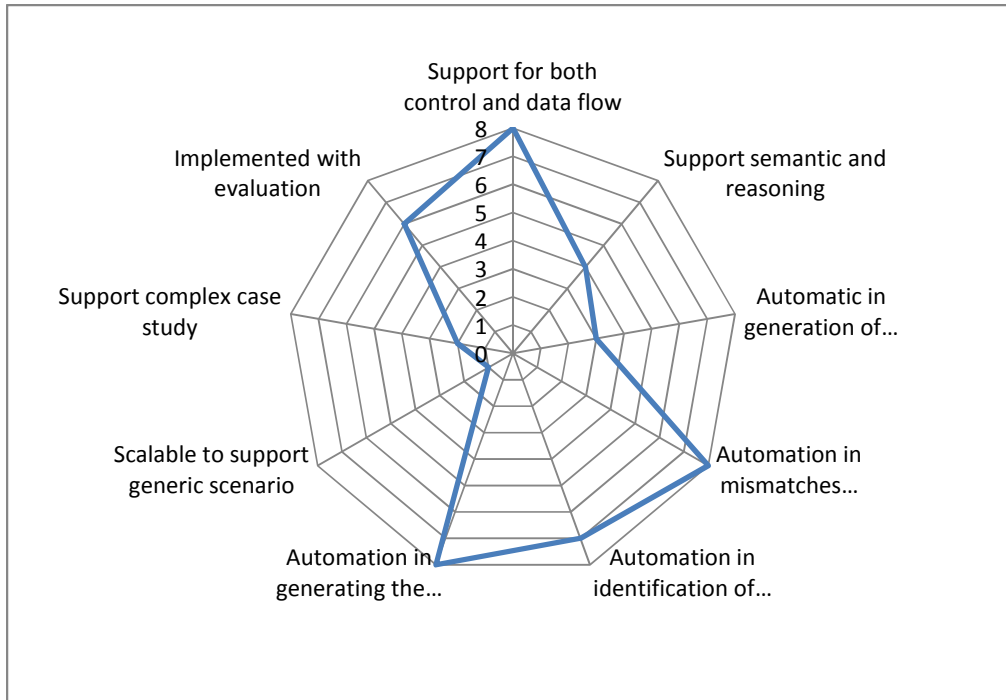 Support for both
control and data flow
8
7
6
5
4
3
2
1
0
Support semantic and
reasoning
Automatic in
generation of…
Automation in
mismatches…
Automation in
identification of…
Automation in
generating the…
Scalable to support
generic scenario
Support complex case
study
Implemented with
evaluation